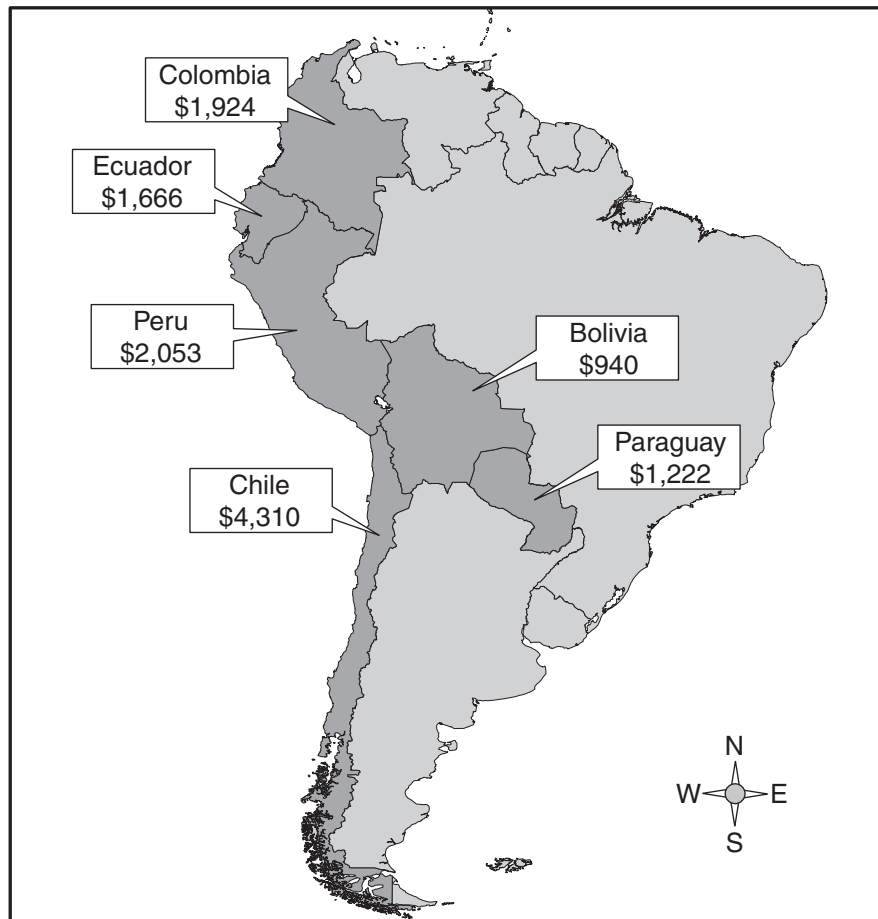 Colombia
$1,924
Ecuador
$1,666
Peru
$2,053
Bolivia
$940
Paraguay
$1,222
Chile
$4,310
N
W
E
S